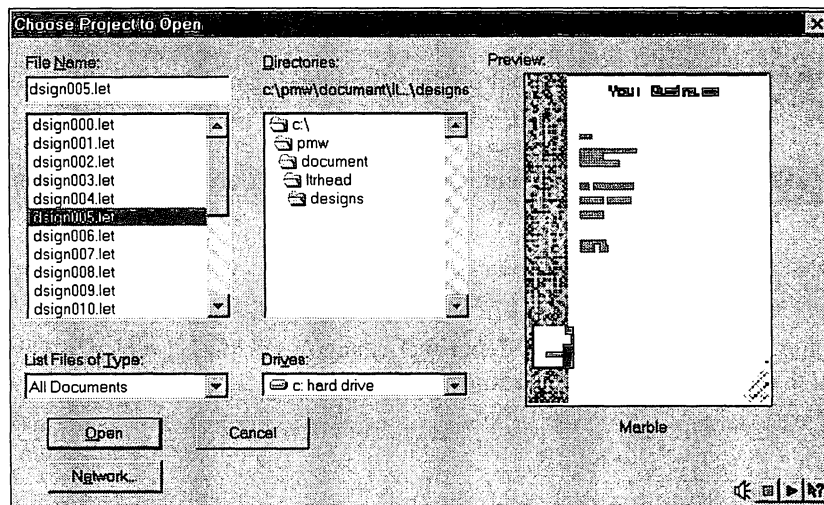 Choose Project to Open
File Name:
dsign005.let
dsign000.let
dsign001.let
dsign002.let
dsign003.let
dsign004.let
dsign005.let
dsign006.let
dsign007.let
dsign008.let
dsign009.let
dsign010.let
List Files of Type:
All Documents
Open
Cancel
Network...
Directories:
c:\pmw\document\lt...\designs
c:\
pmw
document
ltrhead
designs
Drives:
c: hard drive
Preview:
Your Business
Marble